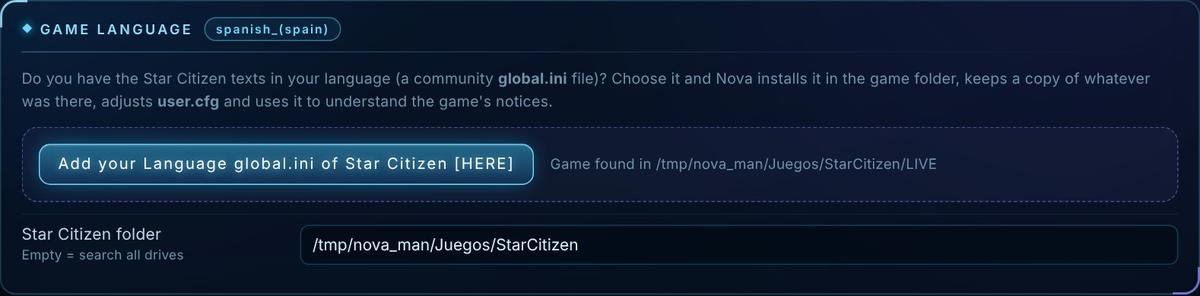 GAME LANGUAGE spanish_(spain)
Do you have the Star Citizen texts in your language (a community global.ini file)? Choose it and Nova installs it in the game folder, keeps a copy of whatever
was there, adjusts user.cfg and uses it to understand the game's notices.
Add your Language global.ini of Star Citizen [HERE] Game found in /tmp/nova_man/Juegos/StarCitizen/LIVE
Star Citizen folder /tmp/nova_man/Juegos/StarCitizen
Empty = search all drives